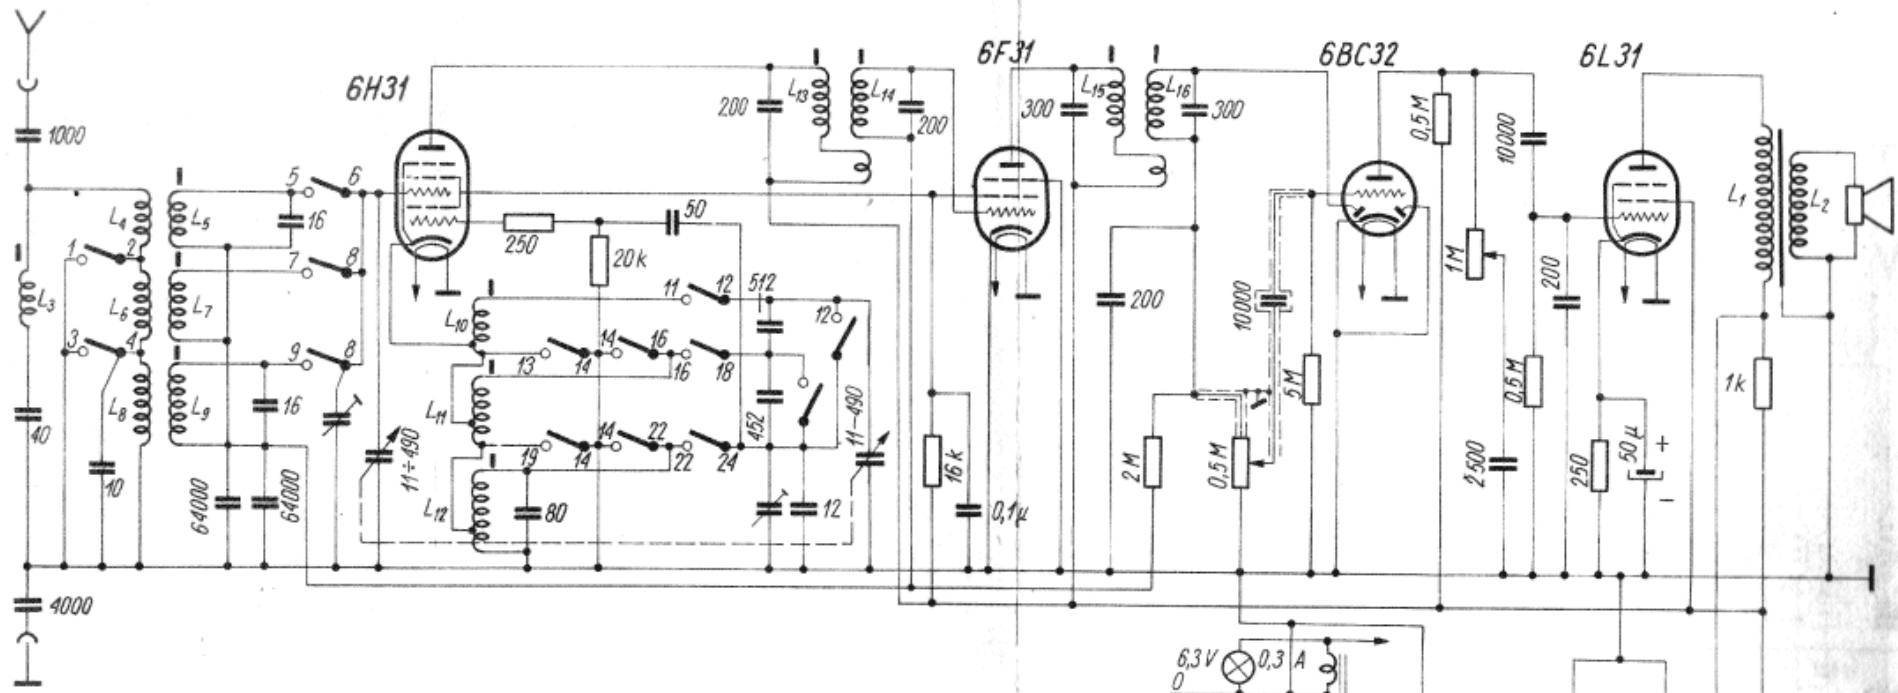 6H31
6F31
6BC32
6L31
1000
L3
40
4000
L4
L5
L6
L7
L8
L9
1
2
3
4
10
5
6
16
7
8
9
8
16
64000
64000
11÷490
250
20k
50
L10
L11
L12
11
12
512
12
13
14
14
16
16
18
452
19
14
14
22
22
24
80
12
11-490
200
L13
L14
200
16k
0,1µ
300
L15
L16
300
200
2M
0,5M
10000
5M
0,5M
1M
2500
10000
0,5M
200
250
50µ
+
−
L1
L2
1k
6,3V
0,3 A
0